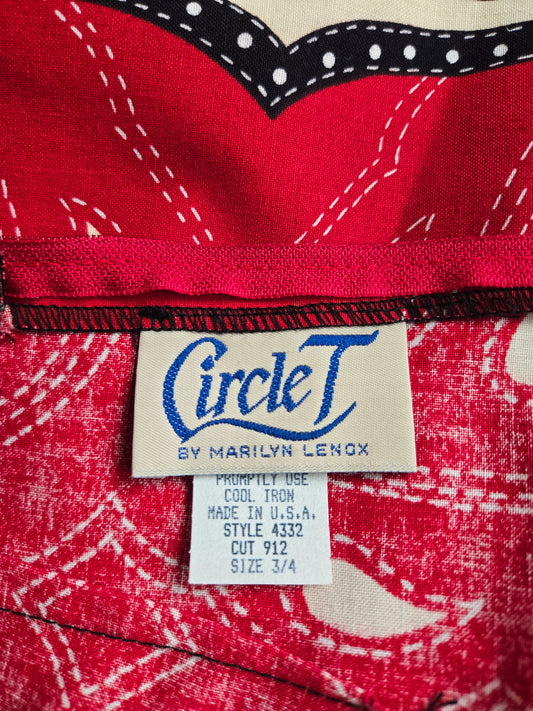 Circle T
BY MARILYN LENOX
PROMPTLY USE
COOL IRON
MADE IN U.S.A.
STYLE 4332
CUT 912
SIZE 3/4